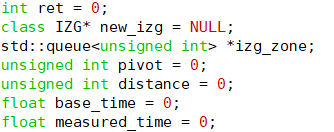 int ret = 0;
class IZG* new_izg = NULL;
std::queue<unsigned int> *izg_zone;
unsigned int pivot = 0;
unsigned int distance = 0;
float base_time = 0;
float measured_time = 0;